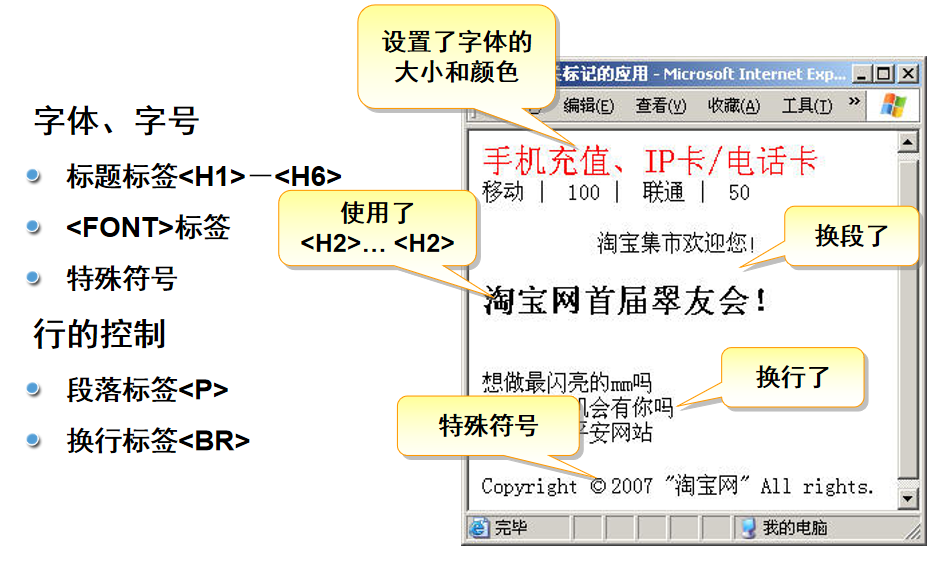 字体、字号
标题标签<H1>－<H6>
<FONT>标签
特殊符号
行的控制
段落标签<P>
换行标签<BR>
设置了字体的
大小和颜色
使用了
<H2>… <H2>
换段了
换行了
特殊符号
标记的应用 - Microsoft Internet Exp...
编辑(E) 查看(V) 收藏(A) 工具(T) »
手机充值、IP卡/电话卡
移动 | 100 | 联通 | 50
淘宝集市欢迎您!
淘宝网首届翠友会!
想做最闪亮的mm吗
机会有你吗
平安网站
Copyright ©2007 "淘宝网" All rights.
完毕
我的电脑